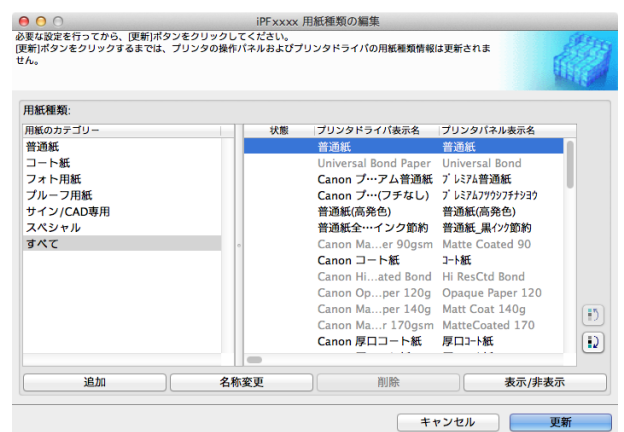 iPFxxxx 用紙種類の編集
必要な設定を行ってから、[更新]ボタンをクリックしてください。
[更新]ボタンをクリックするまでは、プリンタの操作パネルおよびプリンタドライバの用紙種類情報は更新されま
せん。
用紙種類:
用紙のカテゴリー 状態 プリンタドライバ表示名 プリンタパネル表示名
普通紙 普通紙 普通紙
コート紙 Universal Bond Paper Universal Bond
フォト用紙 Canon プ…アム普通紙 プレミアム普通紙
プルーフ用紙 Canon プ…(フチなし) プレミアムフツウシフチナシヨウ
サイン/CAD専用 普通紙(高発色) 普通紙(高発色)
スペシャル 普通紙全…インク節約 普通紙_黒インク節約
すべて Canon Ma…er 90gsm Matte Coated 90
Canon コート紙 コート紙
Canon Hi…ated Bond Hi ResCtd Bond
Canon Op…per 120g Opaque Paper 120
Canon Ma…per 140g Matt Coat 140g
Canon Ma…r 170gsm MatteCoated 170
Canon 厚口コート紙 厚口コート紙
追加 名称変更 削除 表示/非表示
キャンセル 更新